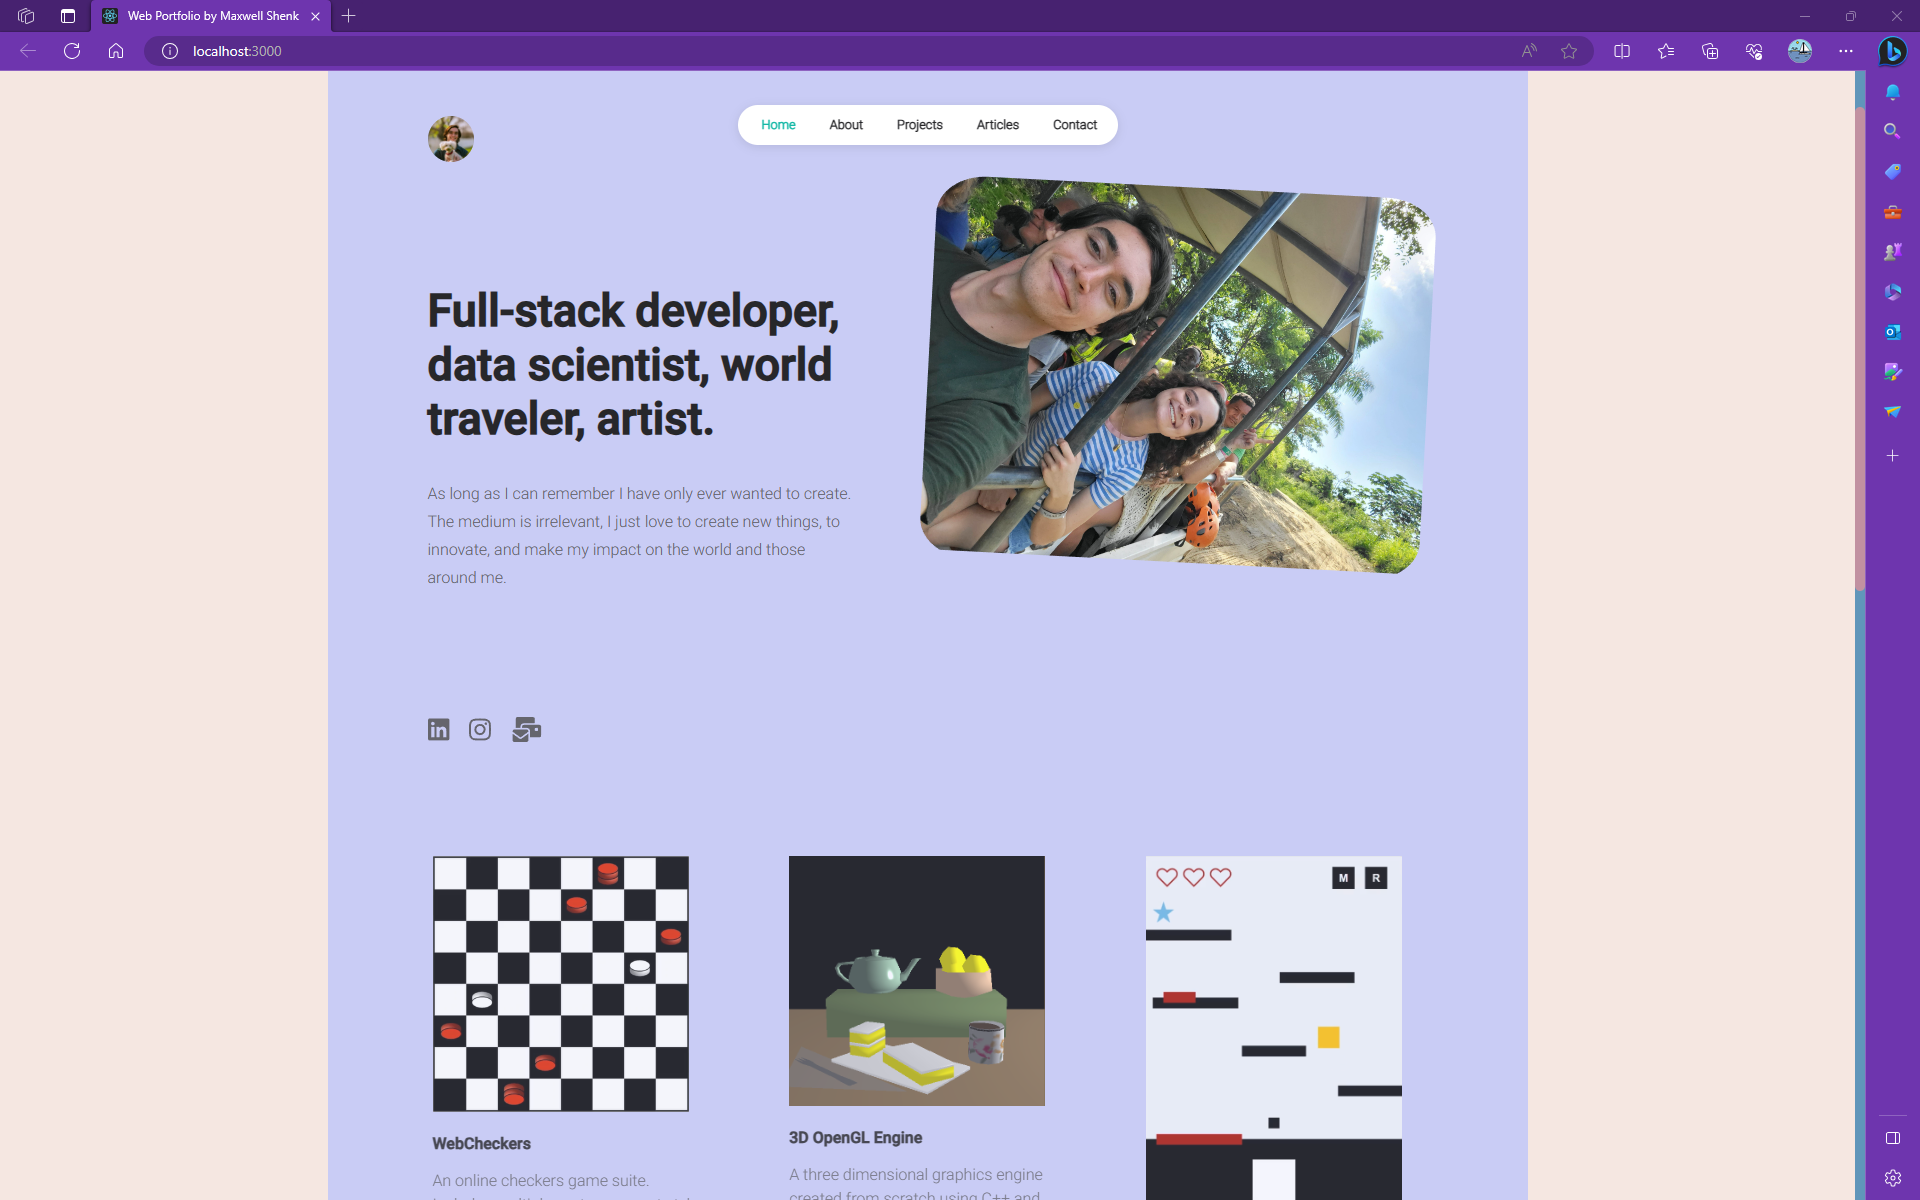 Web Portfolio by Maxwell Shenk
localhost:3000
Home About Projects Articles Contact
Full-stack developer,
data scientist, world
traveler, artist.
As long as I can remember I have only ever wanted to create.
The medium is irrelevant, I just love to create new things, to
innovate, and make my impact on the world and those
around me.
M R
WebCheckers
An online checkers game suite.
3D OpenGL Engine
A three dimensional graphics engine
created from scratch using C++ and